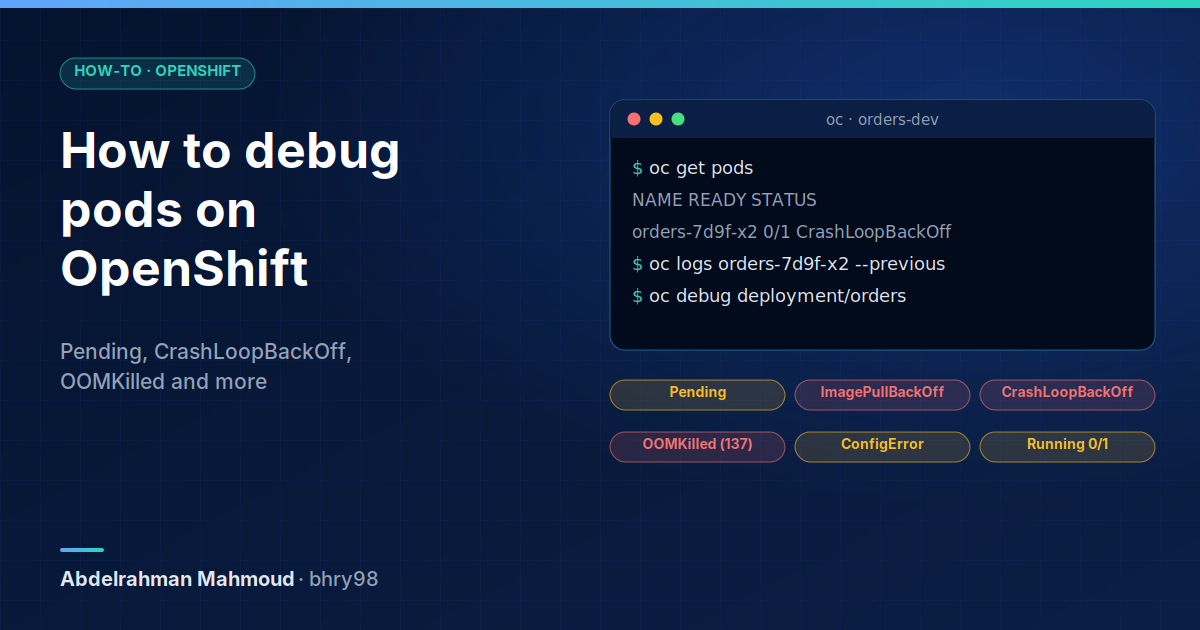 HOW-TO · OPENSHIFT
How to debug
pods on
OpenShift
Pending, CrashLoopBackOff,
OOMKilled and more
Abdelrahman Mahmoud · bhry98
oc · orders-dev
$ oc get pods
NAME READY STATUS
orders-7d9f-x2 0/1 CrashLoopBackOff
$ oc logs orders-7d9f-x2 --previous
$ oc debug deployment/orders
Pending
ImagePullBackOff
CrashLoopBackOff
OOMKilled (137)
ConfigError
Running 0/1